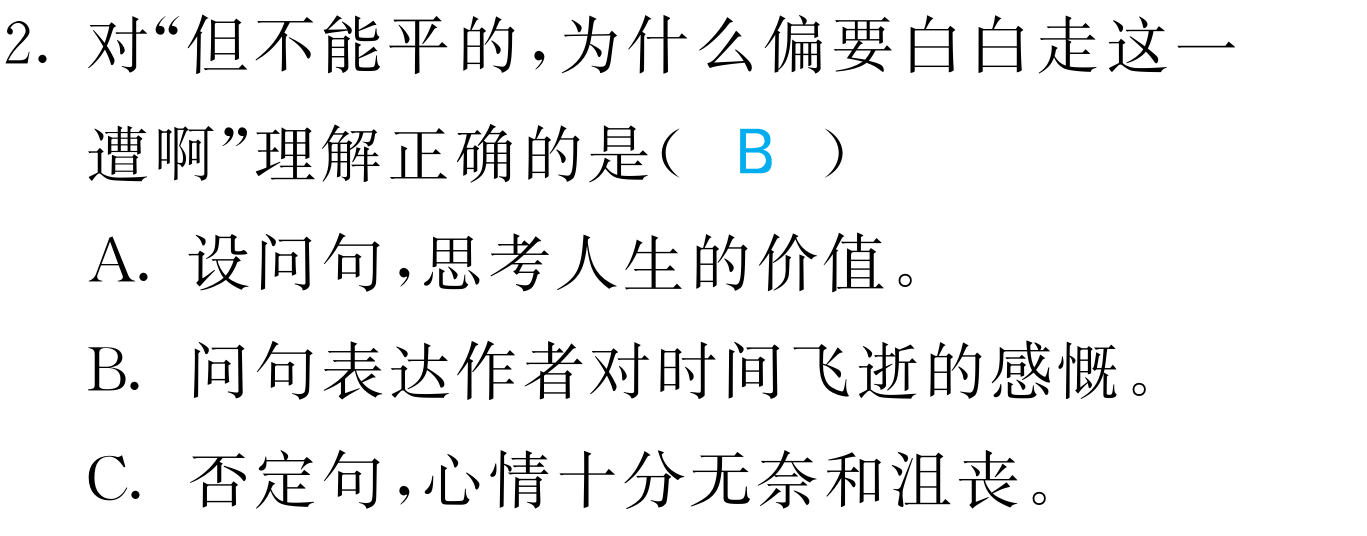 2. 对“但不能平的,为什么偏要白白走这一
遭啊”理解正确的是( B )
A. 设问句,思考人生的价值。
B. 问句表达作者对时间飞逝的感慨。
C. 否定句,心情十分无奈和沮丧。